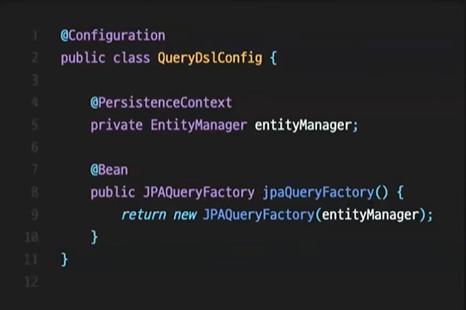 1 @Configuration
2 public class QueryDslConfig {
3
4 @PersistenceContext
5 private EntityManager entityManager;
6
7 @Bean
8 public JPAQueryFactory jpaQueryFactory() {
9 return new JPAQueryFactory(entityManager);
10 }
11 }
12